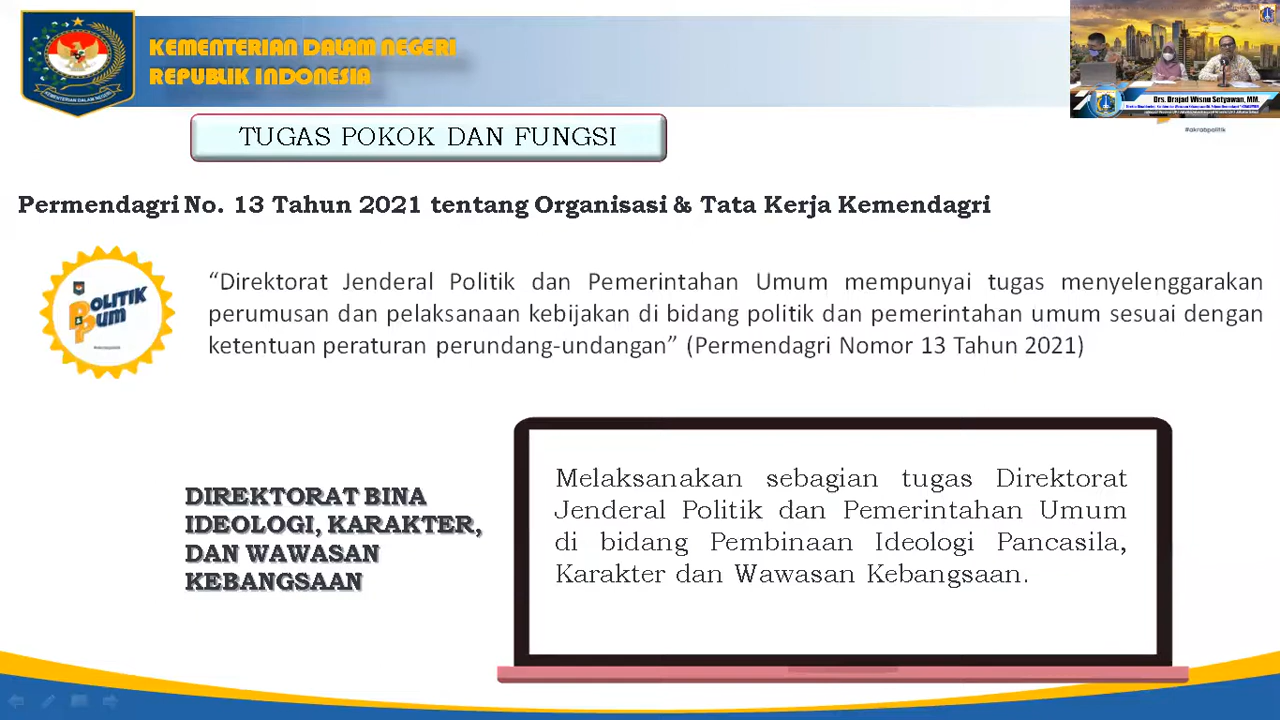 KEMENTERIAN DALAM NEGERI
REPUBLIK INDONESIA
KEMENTERIAN DALAM NEGERI
Drs. Drajad Wisnu Setyawan, MM.
#akrabpolitik
TUGAS POKOK DAN FUNGSI
Permendagri No. 13 Tahun 2021 tentang Organisasi & Tata Kerja Kemendagri
POLITIK
PUM
“Direktorat Jenderal Politik dan Pemerintahan Umum mempunyai tugas menyelenggarakan
perumusan dan pelaksanaan kebijakan di bidang politik dan pemerintahan umum sesuai dengan
ketentuan peraturan perundang-undangan” (Permendagri Nomor 13 Tahun 2021)
DIREKTORAT BINA
IDEOLOGI, KARAKTER,
DAN WAWASAN
KEBANGSAAN
Melaksanakan sebagian tugas Direktorat
Jenderal Politik dan Pemerintahan Umum
di bidang Pembinaan Ideologi Pancasila,
Karakter dan Wawasan Kebangsaan.